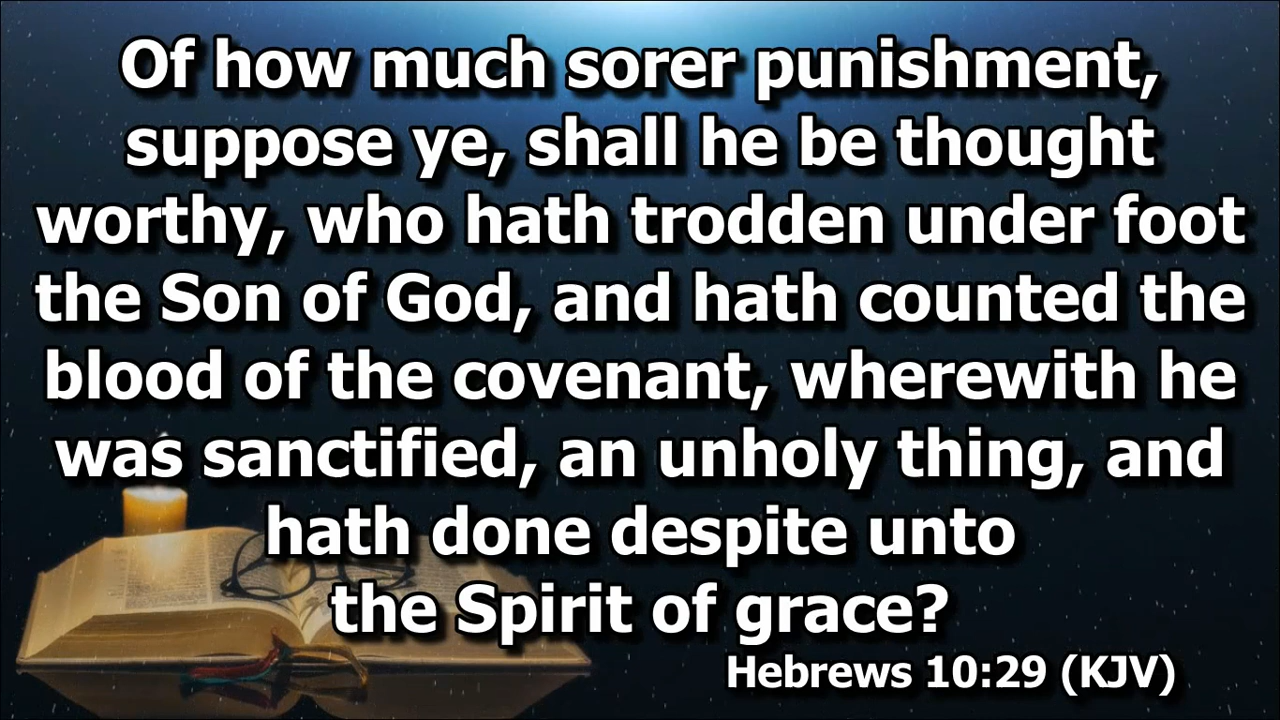 Of how much sorer punishment,
suppose ye, shall he be thought
worthy, who hath trodden under foot
the Son of God, and hath counted the
blood of the covenant, wherewith he
was sanctified, an unholy thing, and
hath done despite unto
the Spirit of grace?
Hebrews 10:29 (KJV)